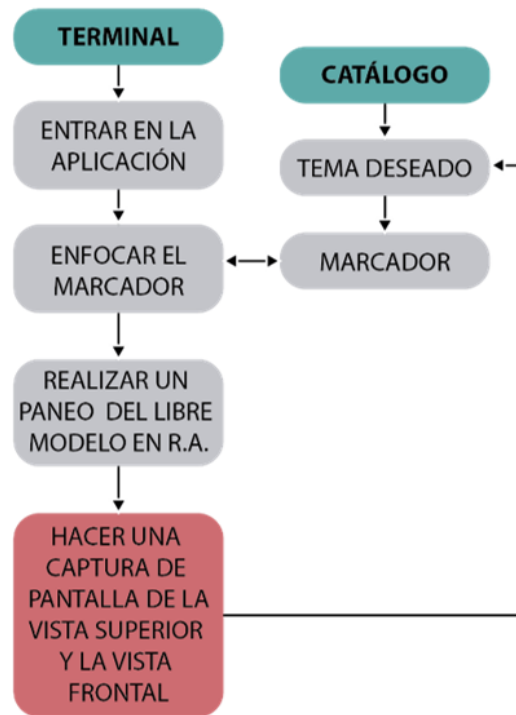 TERMINAL
ENTRAR EN LA
APLICACIÓN
ENFOCAR EL
MARCADOR
REALIZAR UN
PANEO DEL LIBRE
MODELO EN R.A.
HACER UNA
CAPTURA DE
PANTALLA DE LA
VISTA SUPERIOR
Y LA VISTA
FRONTAL
CATÁLOGO
TEMA DESEADO
MARCADOR